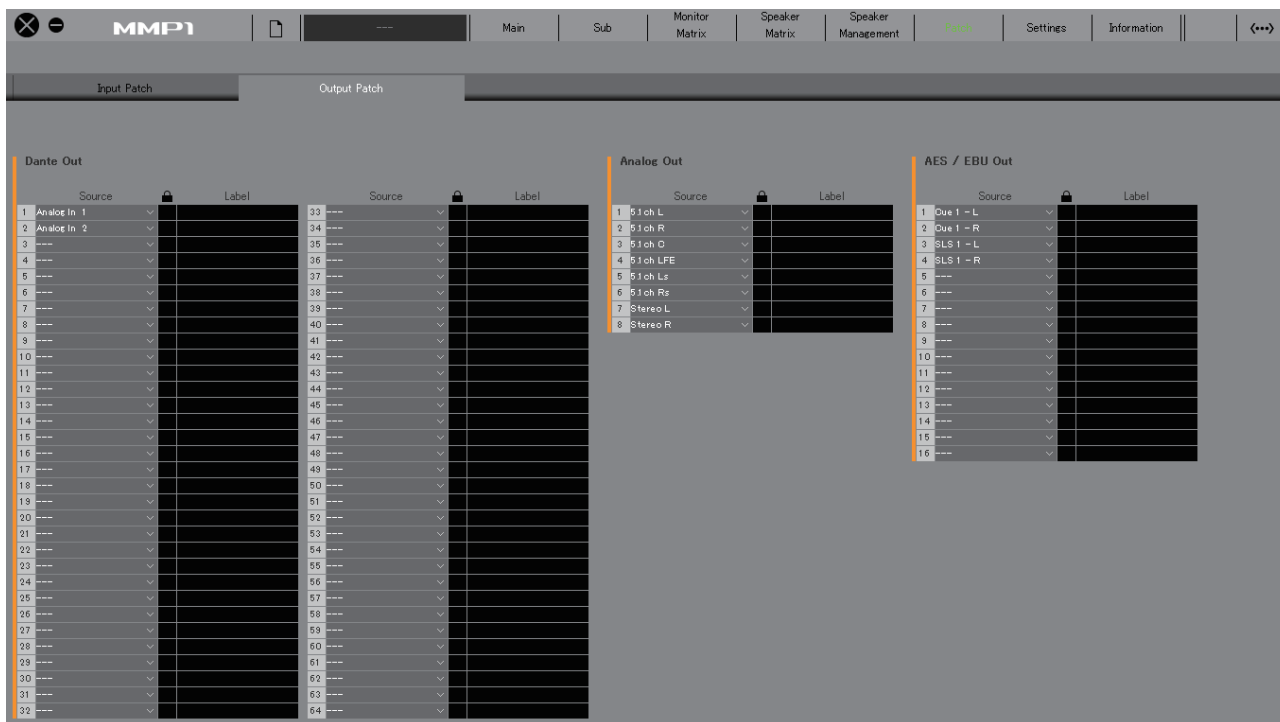 MMP1
---
Main
Sub
Monitor
Matrix
Speaker
Matrix
Speaker
Management
Settings
Information
Input Patch
Output Patch
Dante Out
Source Label
1 Analog In 1
2 Analog In 2
3 ---
4 ---
5 ---
6 ---
7 ---
8 ---
9 ---
10 ---
11 ---
12 ---
13 ---
14 ---
15 ---
16 ---
17 ---
18 ---
19 ---
20 ---
21 ---
22 ---
23 ---
24 ---
25 ---
26 ---
27 ---
28 ---
29 ---
30 ---
31 ---
32 ---
Source Label
33 ---
34 ---
35 ---
36 ---
37 ---
38 ---
39 ---
40 ---
41 ---
42 ---
43 ---
44 ---
45 ---
46 ---
47 ---
48 ---
49 ---
50 ---
51 ---
52 ---
53 ---
54 ---
55 ---
56 ---
57 ---
58 ---
59 ---
60 ---
61 ---
62 ---
63 ---
64 ---
Analog Out
Source Label
1 5.1ch L
2 5.1ch R
3 5.1ch C
4 5.1ch LFE
5 5.1ch Ls
6 5.1ch Rs
7 Stereo L
8 Stereo R
AES / EBU Out
Source Label
1 Cue 1 - L
2 Cue 1 - R
3 SLS 1 - L
4 SLS 1 - R
5 ---
6 ---
7 ---
8 ---
9 ---
10 ---
11 ---
12 ---
13 ---
14 ---
15 ---
16 ---